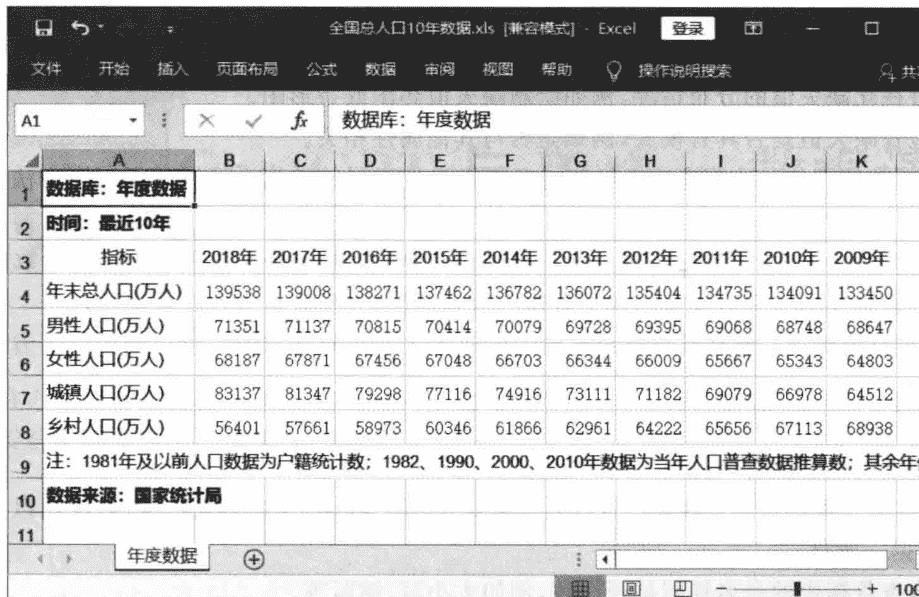 全国总人口10年数据.xls [兼容模式] - Excel 登录
文件 开始 插入 页面布局 公式 数据 审阅 视图 帮助 操作说明搜索 共
A1 fx 数据库：年度数据
A B C D E F G H I J K
1 数据库：年度数据
2 时间：最近10年
3 指标 2018年 2017年 2016年 2015年 2014年 2013年 2012年 2011年 2010年 2009年
4 年末总人口(万人) 139538 139008 138271 137462 136782 136072 135404 134735 134091 133450
5 男性人口(万人) 71351 71137 70815 70414 70079 69728 69395 69068 68748 68647
6 女性人口(万人) 68187 67871 67456 67048 66703 66344 66009 65667 65343 64803
7 城镇人口(万人) 83137 81347 79298 77116 74916 73111 71182 69079 66978 64512
8 乡村人口(万人) 56401 57661 58973 60346 61866 62961 64222 65656 67113 68938
9 注：1981年及以前人口数据为户籍统计数；1982、1990、2000、2010年数据为当年人口普查数据推算数；其余年
10 数据来源：国家统计局
11
年度数据
100